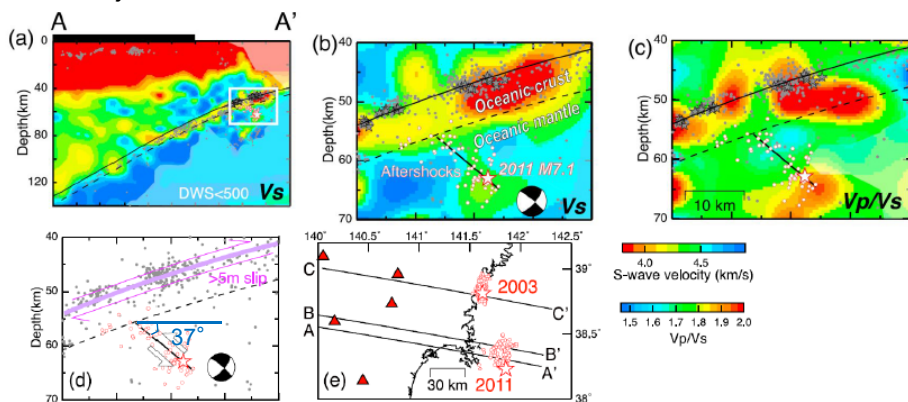 A A'
(a)
0
40
80
120
Depth(km)
DWS<500
Vs
(b)
40
50
60
70
Depth(km)
Oceanic crust
Oceanic mantle
Aftershocks
2011 M7.1
Vs
(c)
40
50
60
70
Depth(km)
10 km
Vp/Vs
(d)
40
50
60
70
Depth(km)
>5m slip
37°
140° 140.5° 141° 141.5° 142°
C
B
A
2003
C'
B'
A'
2011
30 km
(e)
39°
38.5°
38°
4.0 4.5
S-wave velocity (km/s)
1.5 1.6 1.7 1.8 1.9 2.0
Vp/Vs